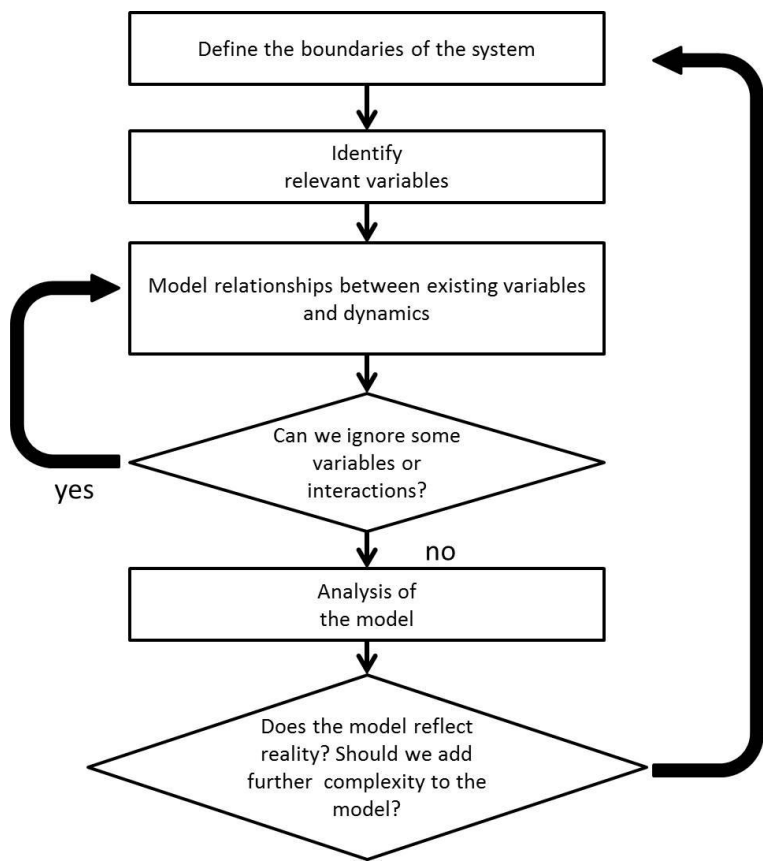 Define the boundaries of the system
Identify
relevant variables
Model relationships between existing variables
and dynamics
Can we ignore some
variables or
interactions?
yes
no
Analysis of
the model
Does the model reflect
reality? Should we add
further complexity to the
model?